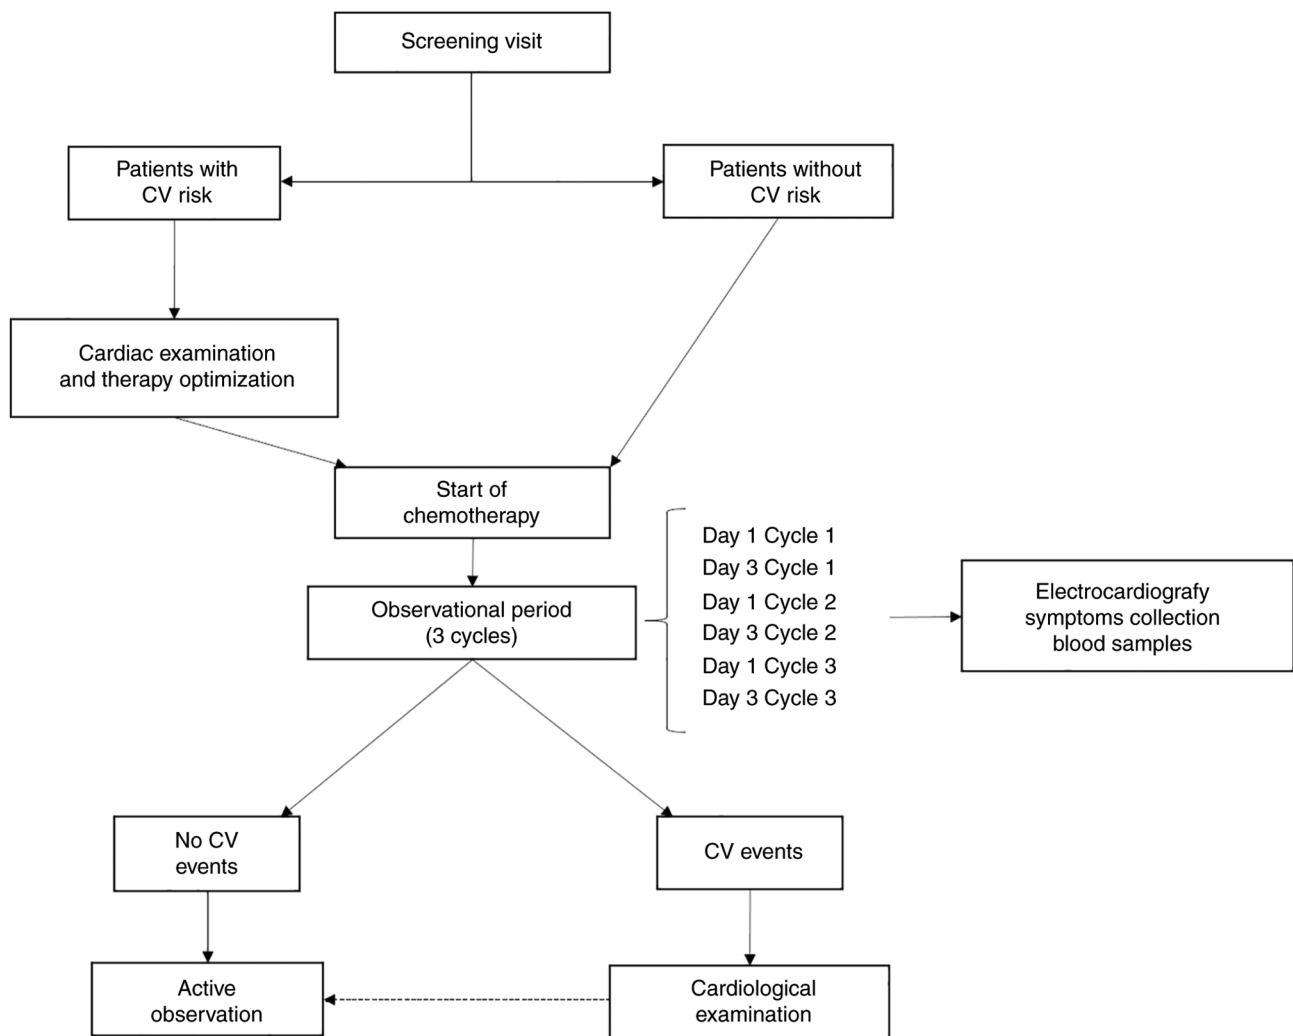 Screening visit
Patients with
CV risk
Patients without
CV risk
Cardiac examination
and therapy optimization
Start of
chemotherapy
Observational period
(3 cycles)
Day 1 Cycle 1
Day 3 Cycle 1
Day 1 Cycle 2
Day 3 Cycle 2
Day 1 Cycle 3
Day 3 Cycle 3
Electrocardiografy
symptoms collection
blood samples
No CV
events
CV events
Active
observation
Cardiological
examination